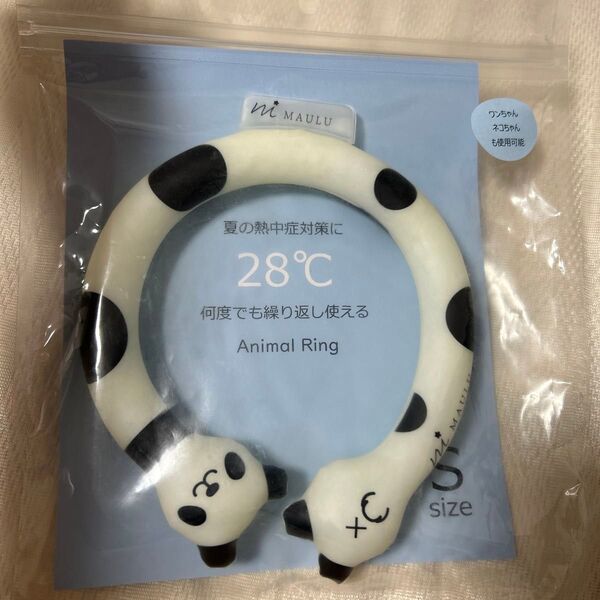 MAULU
ワンちゃん
ネコちゃん
も使用可能
夏の熱中症対策に
28℃
何度でも繰り返し使える
Animal Ring
MAULU
S
size